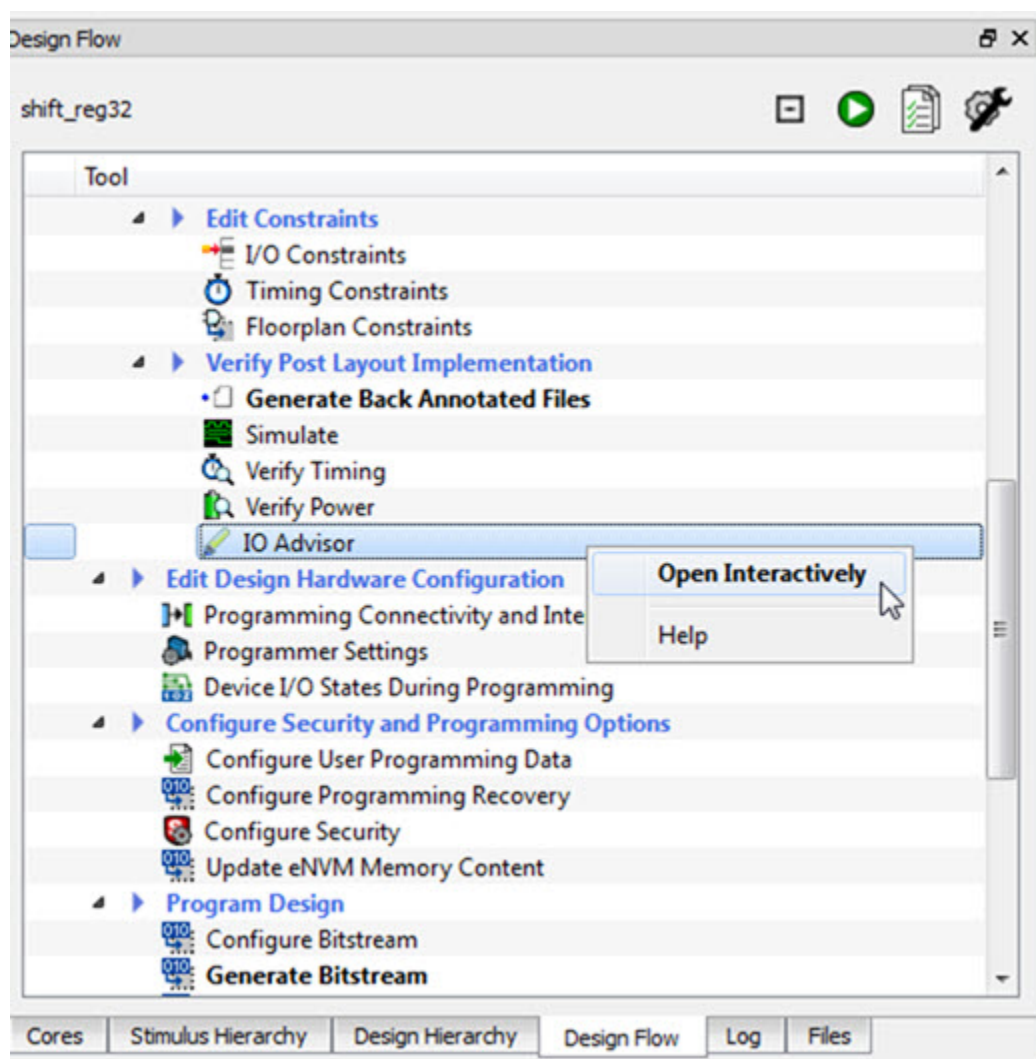 Design Flow
shift_reg32
Tool
Edit Constraints
I/O Constraints
Timing Constraints
Floorplan Constraints
Verify Post Layout Implementation
Generate Back Annotated Files
Simulate
Verify Timing
Verify Power
IO Advisor
Open Interactively
Edit Design Hardware Configuration
Programming Connectivity and Inte
Help
Programmer Settings
Device I/O States During Programming
Configure Security and Programming Options
Configure User Programming Data
Configure Programming Recovery
Configure Security
Update eNVM Memory Content
Program Design
Configure Bitstream
Generate Bitstream
Cores Stimulus Hierarchy Design Hierarchy Design Flow Log Files